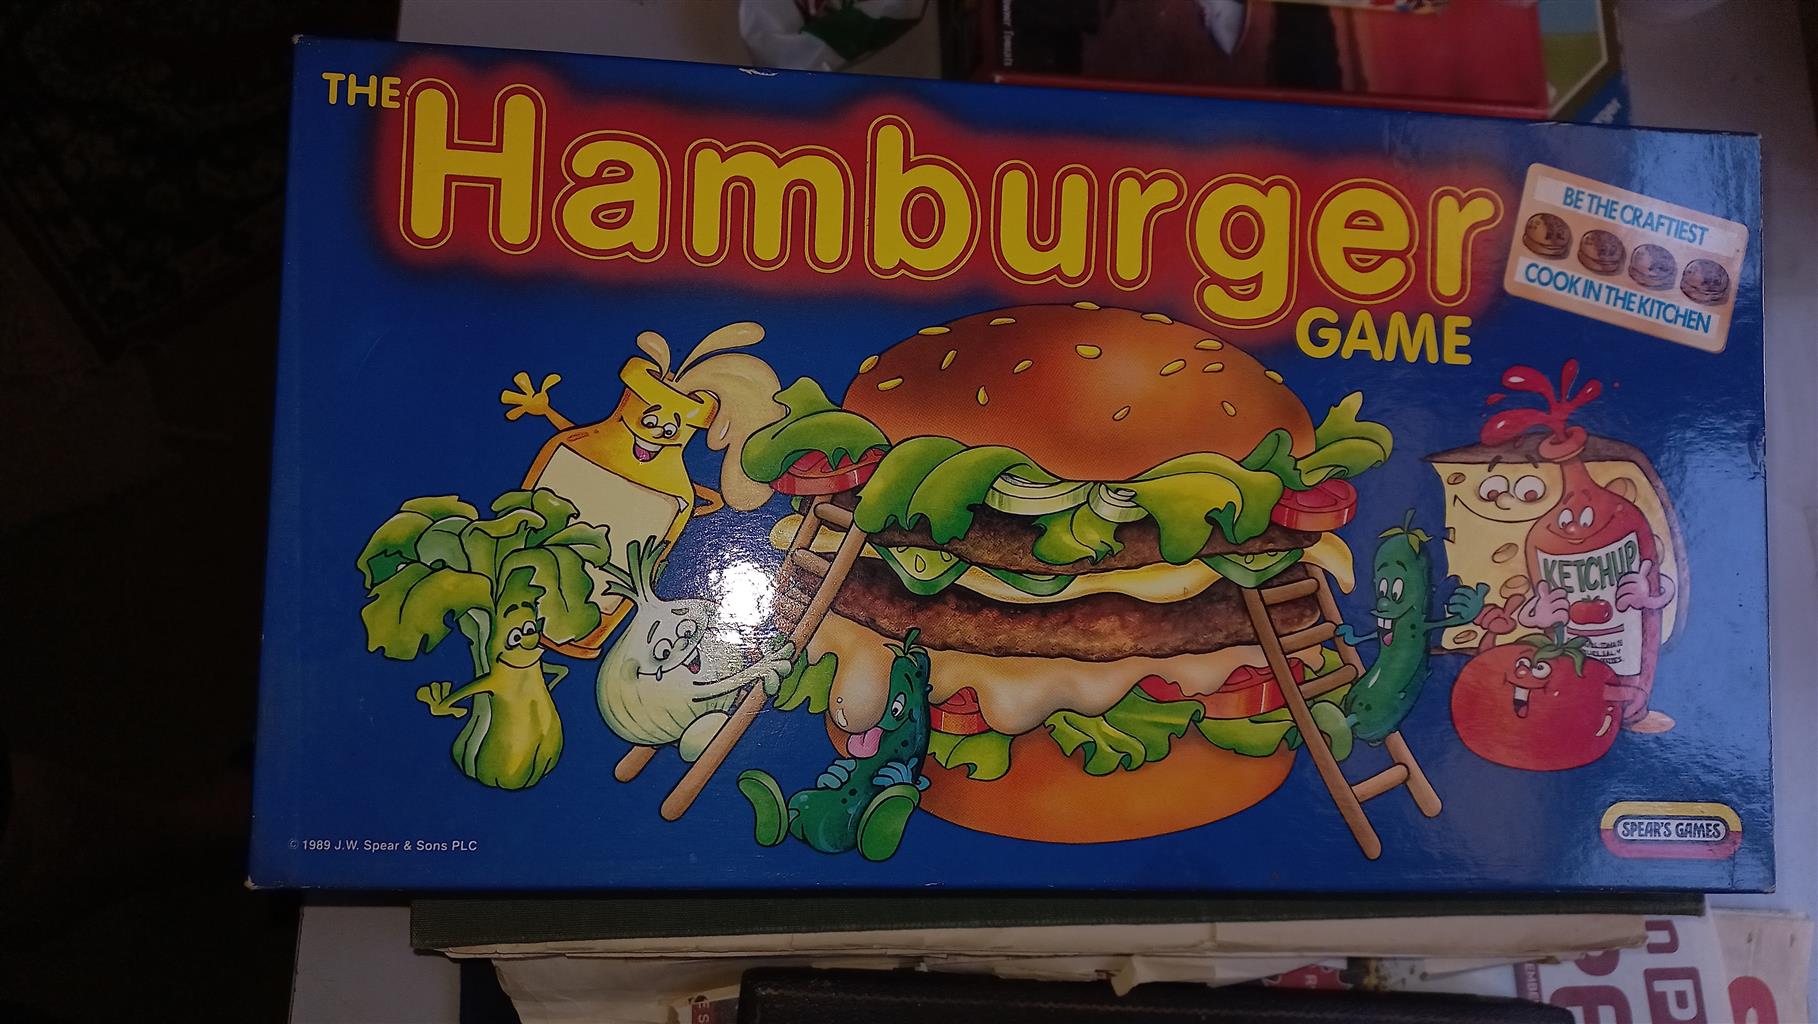 THE
Hamburger
GAME
BE THE CRAFTIEST
COOK IN THE KITCHEN
KETCHUP
© 1989 J.W. Spear & Sons PLC
SPEAR'S GAMES